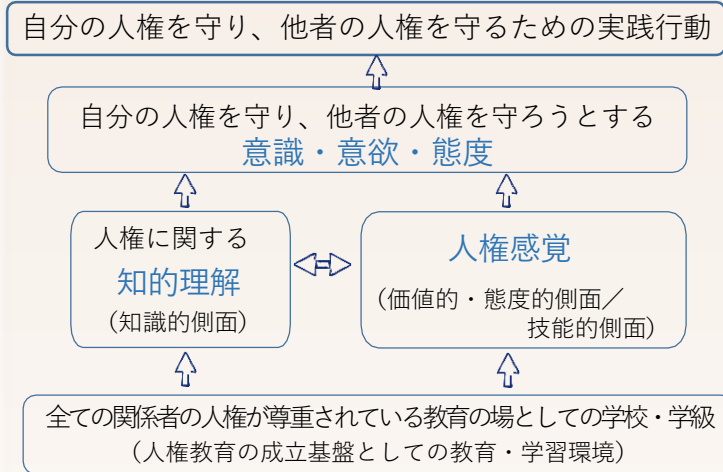 自分の人権を守り、他者の人権を守るための実践行動
自分の人権を守り、他者の人権を守ろうとする
意識・意欲・態度
人権に関する
知的理解
(知識的側面)
人権感覚
(価値的・態度的側面／
技能的側面)
全ての関係者の人権が尊重されている教育の場としての学校・学級
(人権教育の成立基盤としての教育・学習環境)